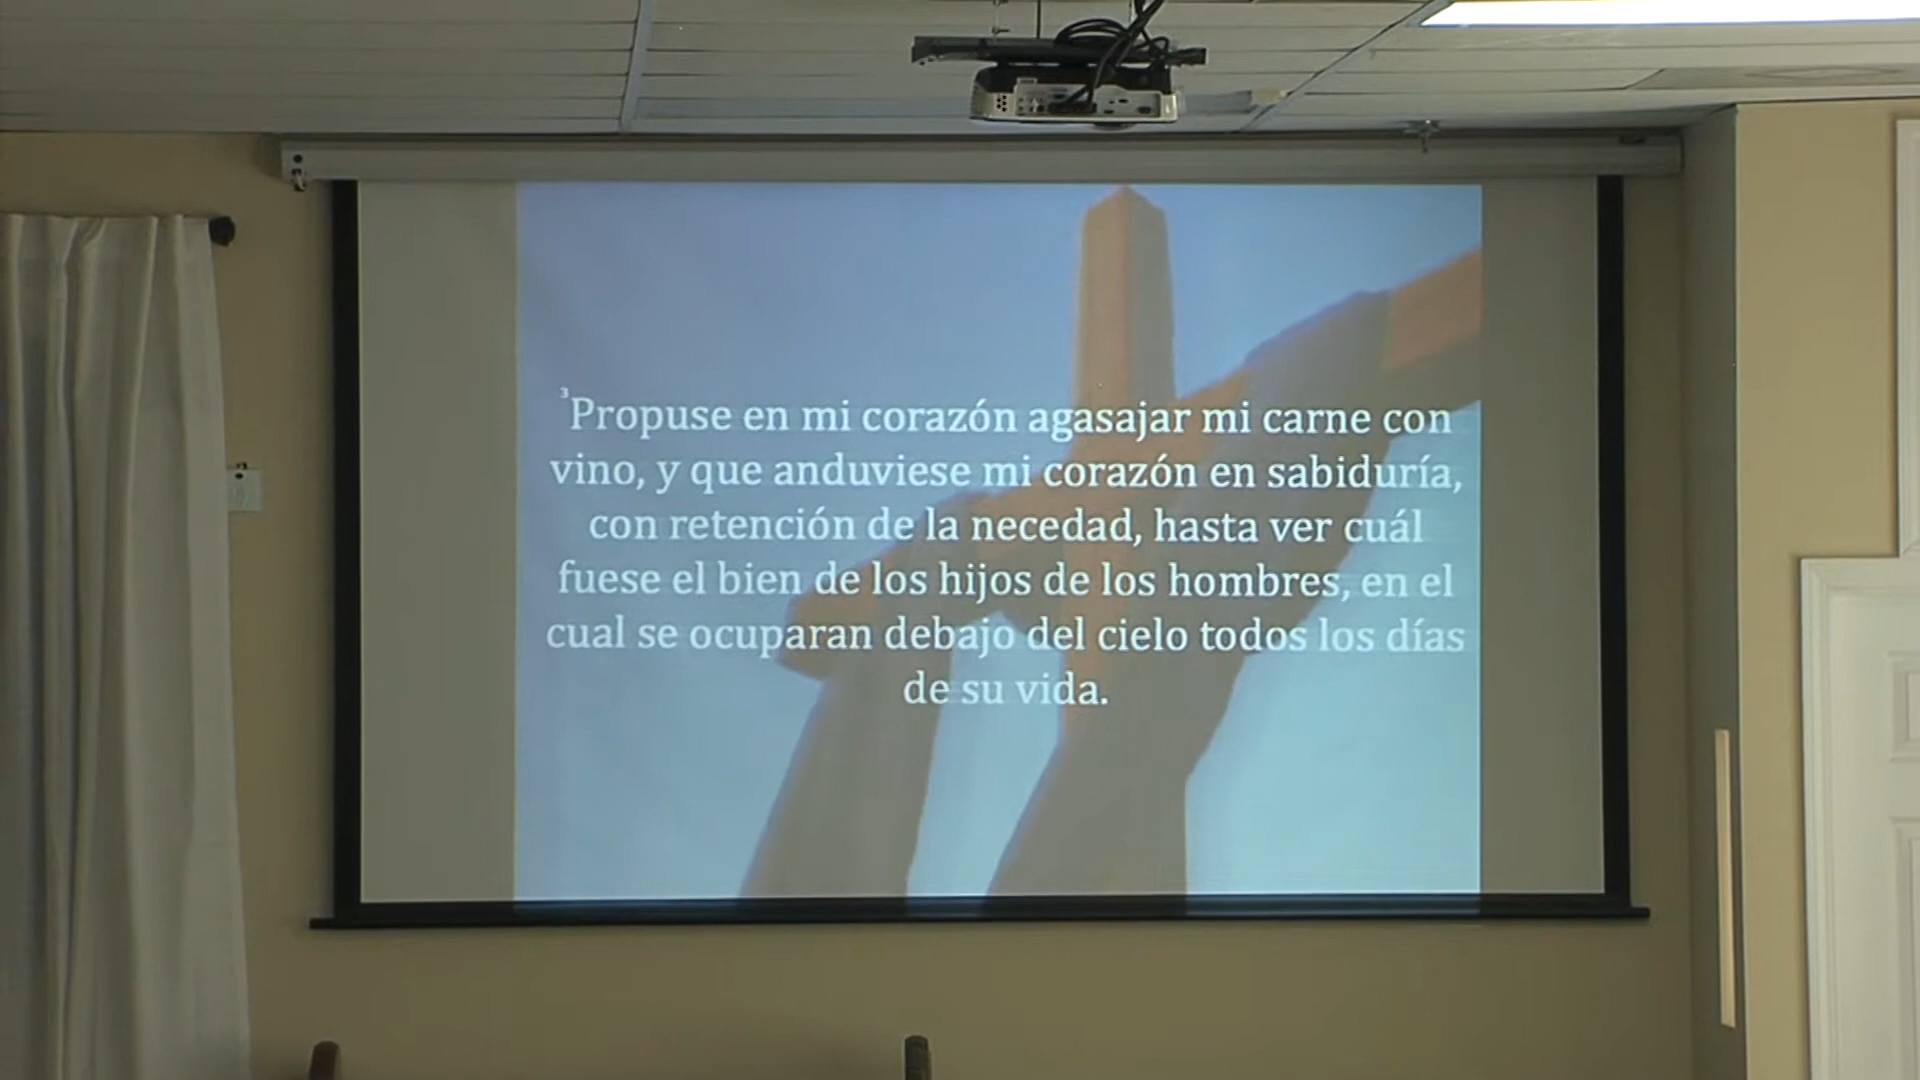 ³Propuse en mi corazón agasajar mi carne con
vino, y que anduviese mi corazón en sabiduría,
con retención de la necedad, hasta ver cuál
fuese el bien de los hijos de los hombres, en el
cual se ocuparan debajo del cielo todos los días
de su vida.